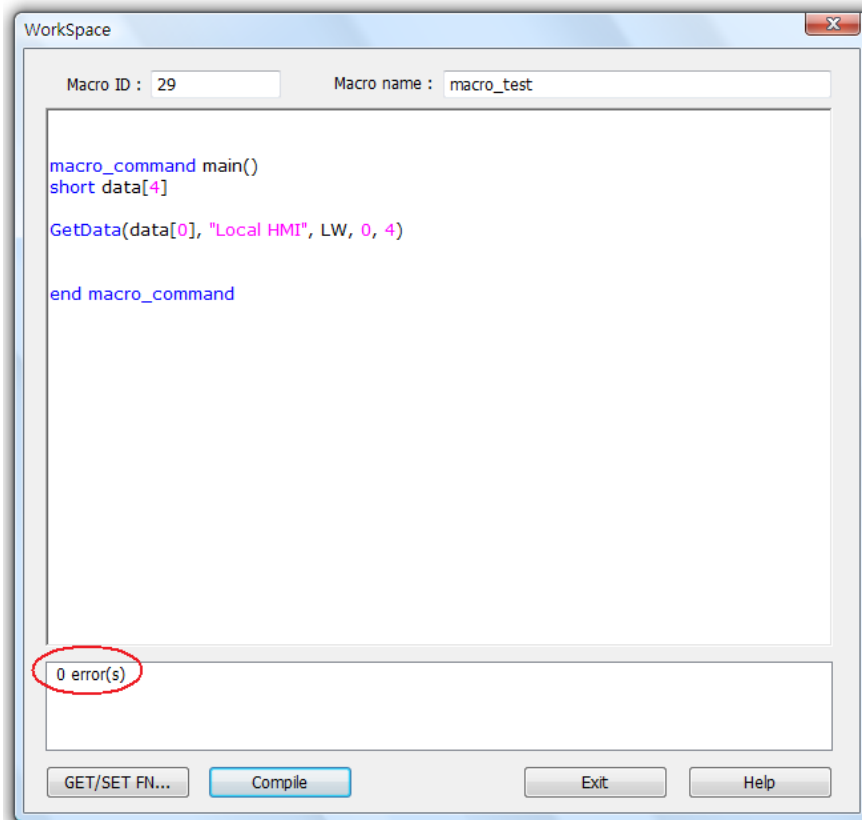 WorkSpace
Macro ID : 29 Macro name : macro_test
macro_command main()
short data[4]
GetData(data[0], "Local HMI", LW, 0, 4)
end macro_command
0 error(s)
GET/SET FN... Compile Exit Help